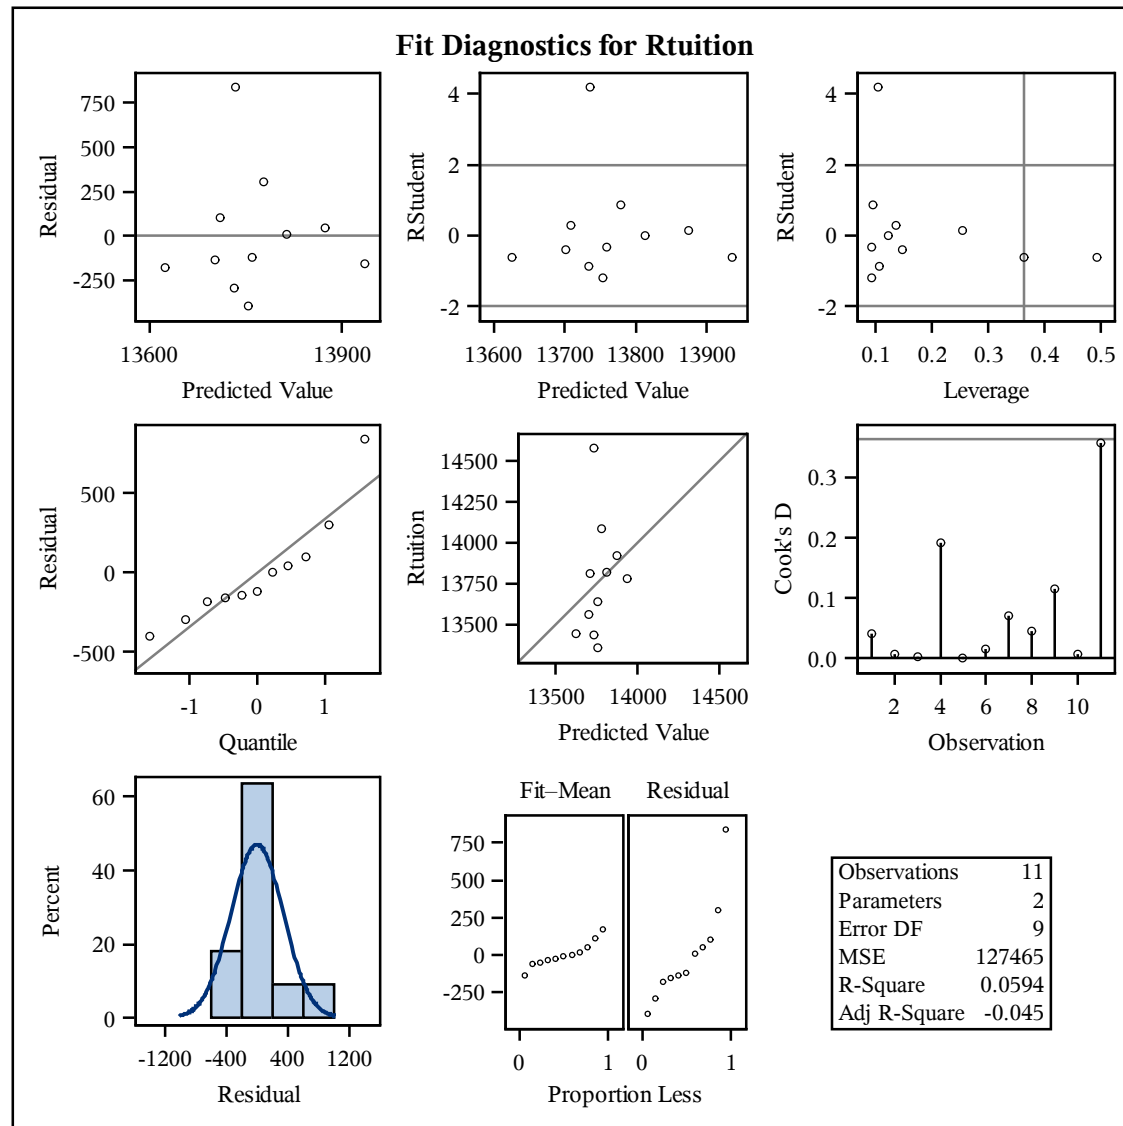 Fit Diagnostics for Rtuition
750
500
250
0
-250
Residual
13600 13900
Predicted Value
4
2
0
-2
RStudent
13600 13700 13800 13900
Predicted Value
4
2
0
-2
RStudent
0.1 0.2 0.3 0.4 0.5
Leverage
500
0
-500
Residual
-1 0 1
Quantile
14500
14250
14000
13750
13500
Rtuition
13500 14000 14500
Predicted Value
0.3
0.2
0.1
0.0
Cook's D
2 4 6 8 10
Observation
60
40
20
0
Percent
-1200 -400 400 1200
Residual
Fit–Mean Residual
750
500
250
0
-250
0 1 0 1
Proportion Less
Observations 11
Parameters 2
Error DF 9
MSE 127465
R-Square 0.0594
Adj R-Square -0.045